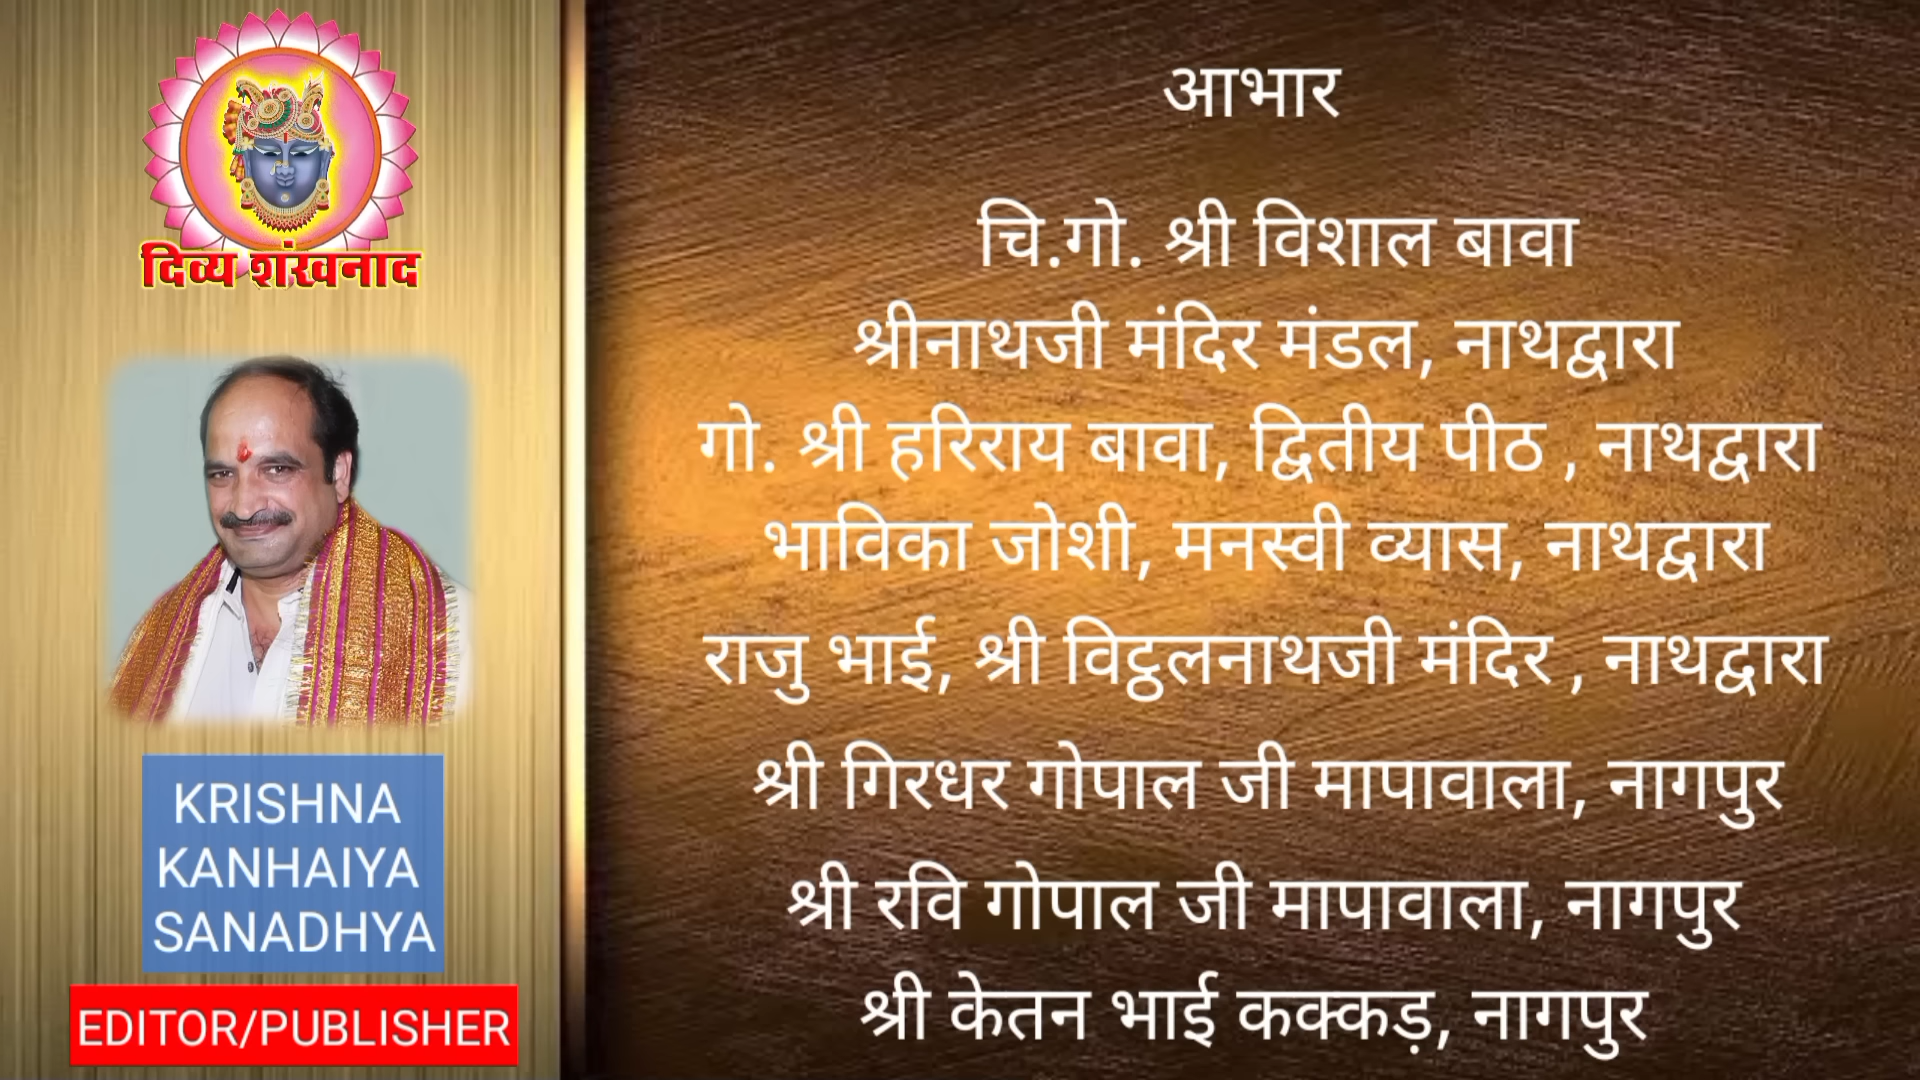 दिव्य शंखनाद
KRISHNA
KANHAIYA
SANADHYA
EDITOR/PUBLISHER
आभार
चि.गो. श्री विशाल बावा
श्रीनाथजी मंदिर मंडल, नाथद्वारा
गो. श्री हरिराय बावा, द्वितीय पीठ , नाथद्वारा
भाविका जोशी, मनस्वी व्यास, नाथद्वारा
राजु भाई, श्री विट्ठलनाथजी मंदिर , नाथद्वारा
श्री गिरधर गोपाल जी मापावाला, नागपुर
श्री रवि गोपाल जी मापावाला, नागपुर
श्री केतन भाई कक्कड़, नागपुर